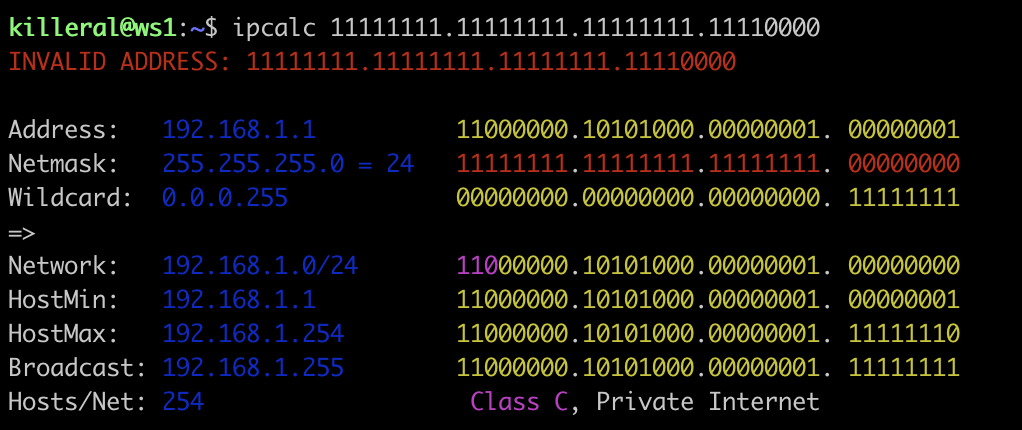 killeral@ws1:~$ ipcalc 11111111.11111111.11111111.11110000
INVALID ADDRESS: 11111111.11111111.11111111.11110000
Address: 192.168.1.1 11000000.10101000.00000001. 00000001
Netmask: 255.255.255.0 = 24 11111111.11111111.11111111. 00000000
Wildcard: 0.0.0.255 00000000.00000000.00000000. 11111111
=>
Network: 192.168.1.0/24 11000000.10101000.00000001. 00000000
HostMin: 192.168.1.1 11000000.10101000.00000001. 00000001
HostMax: 192.168.1.254 11000000.10101000.00000001. 11111110
Broadcast: 192.168.1.255 11000000.10101000.00000001. 11111111
Hosts/Net: 254 Class C, Private Internet